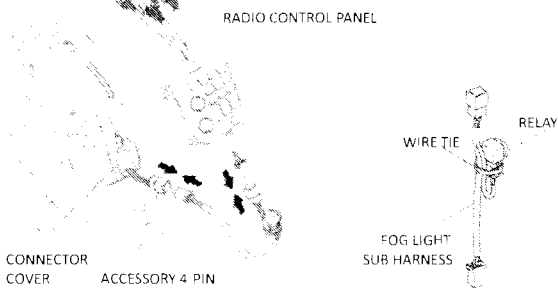 RADIO CONTROL PANEL
RELAY
WIRE TIE
FOG LIGHT
SUB HARNESS
CONNECTOR
COVER
ACCESSORY 4 PIN